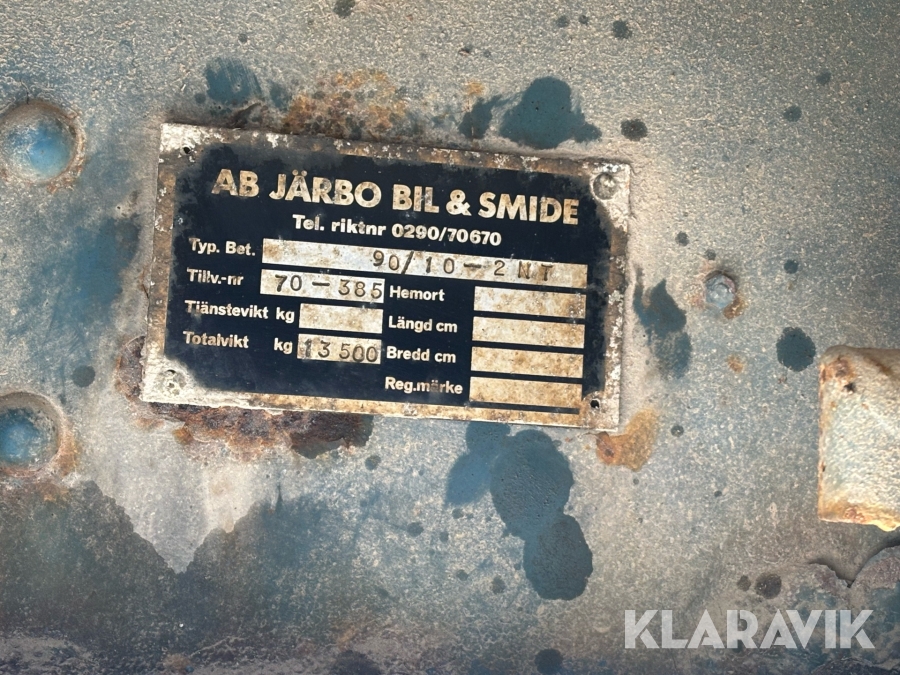 AB JÄRBO BIL & SMIDE
Tel. riktnr 0290/70670
Typ. Bet. 90/10-2NT
Tillv.-nr 70-385 Hemort
Tjänstevikt kg Längd cm
Totalvikt kg 13500 Bredd cm
Reg.märke
KLARAVIK